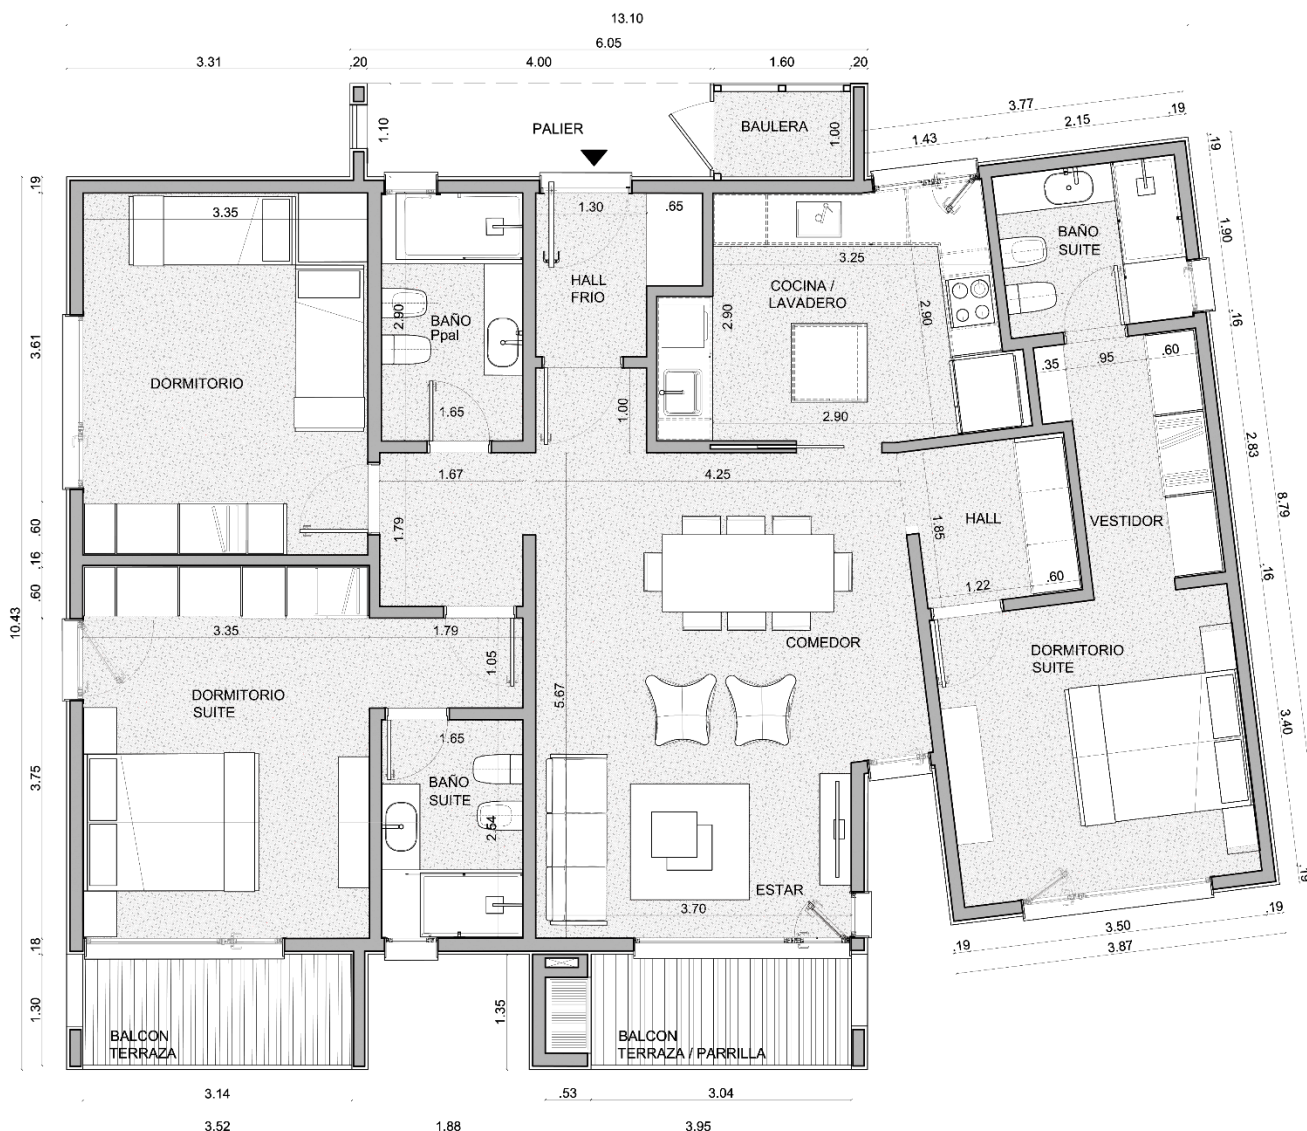 13.10
6.05
3.31
.20
4.00
1.60
.20
3.77
1.43
2.15
.19
1.10
PALIER
BAULERA
1.00
.19
.19
3.35
1.30
.65
BAÑO
SUITE
1.90
3.25
HALL
FRIO
COCINA /
LAVADERO
2.90
BAÑO
Ppal
2.90
2.90
.16
3.61
DORMITORIO
.35
.95
.60
1.65
1.00
2.90
2.83
1.67
4.25
8.79
.60
1.79
1.85
HALL
VESTIDOR
.16
.16
.60
1.22
.60
10.43
3.35
1.79
COMEDOR
DORMITORIO
SUITE
1.05
DORMITORIO
SUITE
5.67
3.40
1.65
3.75
BAÑO
SUITE
2.54
ESTAR
.19
3.70
.19
3.50
.19
3.87
.18
1.30
1.35
BALCON
TERRAZA
BALCON
TERRAZA / PARRILLA
3.14
.53
3.04
3.52
1.88
3.95